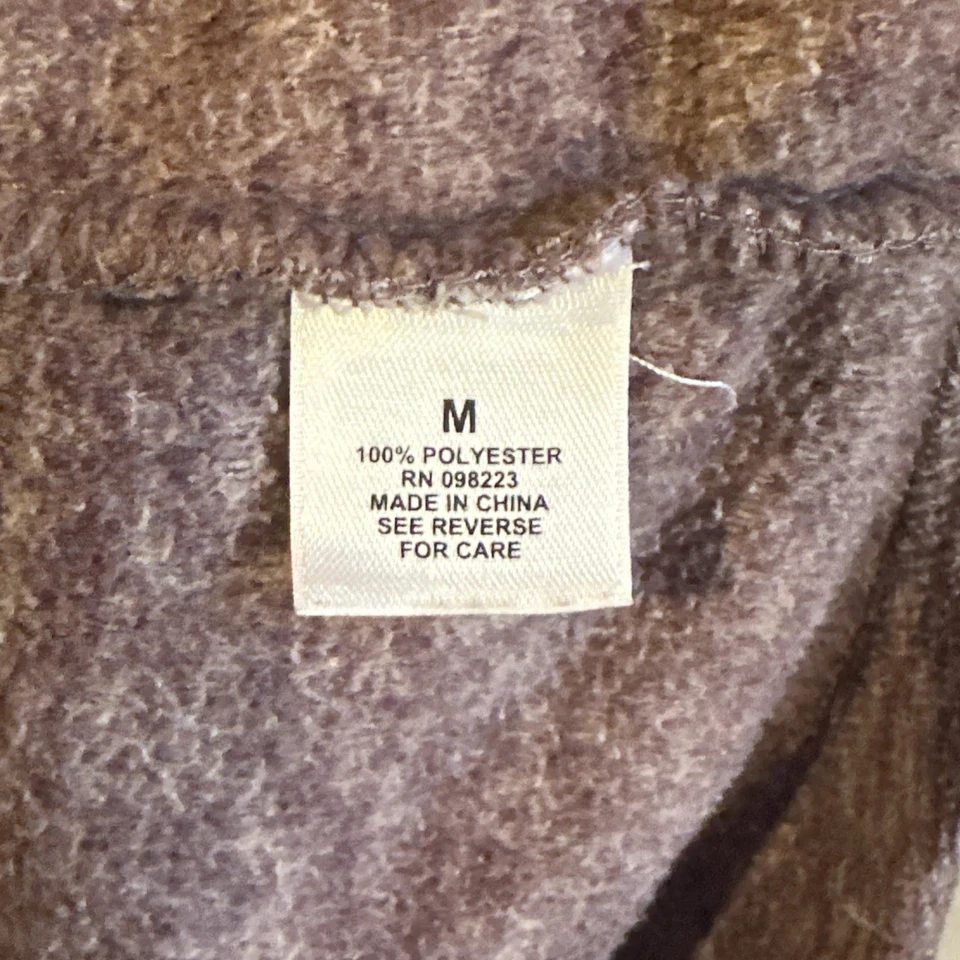 M
100% POLYESTER
RN 098223
MADE IN CHINA
SEE REVERSE
FOR CARE